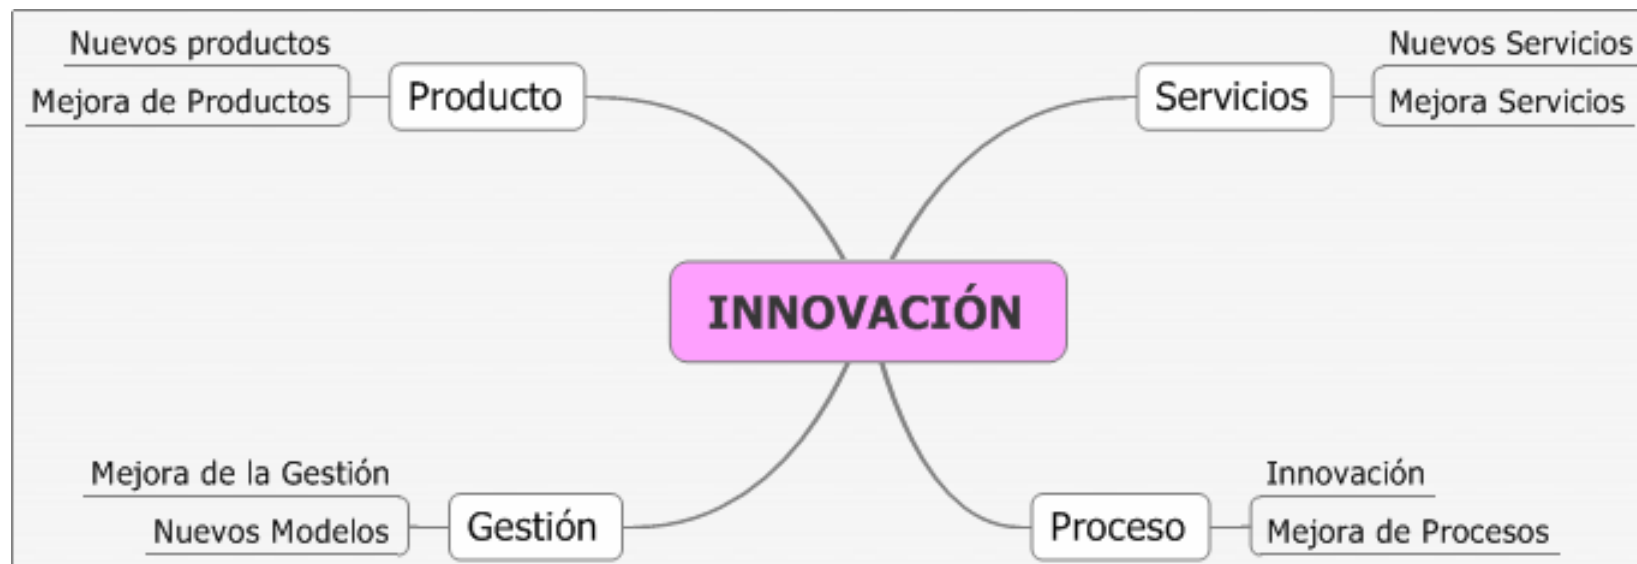 Nuevos productos
Mejora de Productos
Producto
Servicios
Nuevos Servicios
Mejora Servicios
INNOVACIÓN
Mejora de la Gestión
Nuevos Modelos
Gestión
Proceso
Innovación
Mejora de Procesos